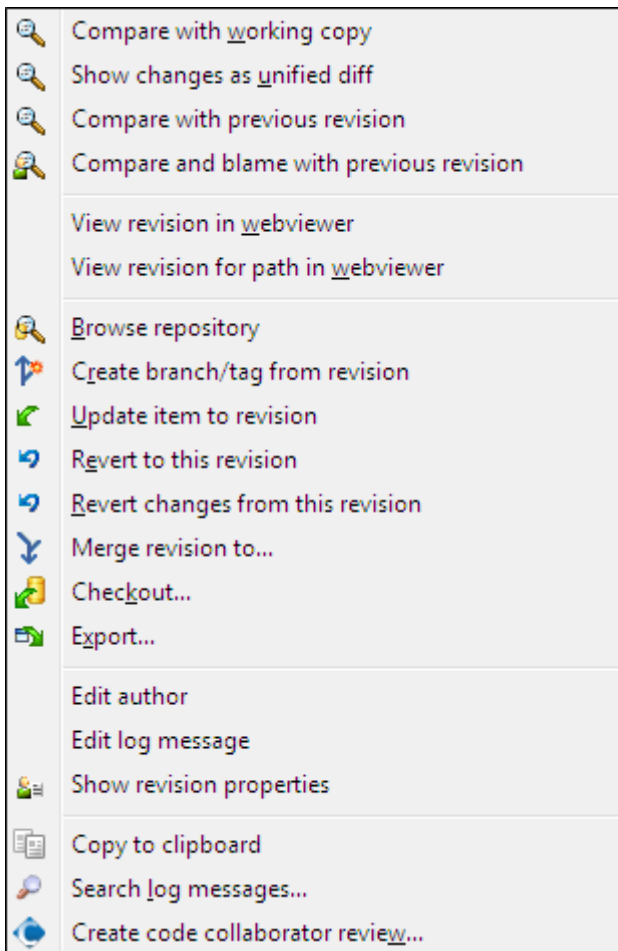 Compare with working copy
Show changes as unified diff
Compare with previous revision
Compare and blame with previous revision
View revision in webviewer
View revision for path in webviewer
Browse repository
Create branch/tag from revision
Update item to revision
Revert to this revision
Revert changes from this revision
Merge revision to...
Checkout...
Export...
Edit author
Edit log message
Show revision properties
Copy to clipboard
Search log messages...
Create code collaborator review...